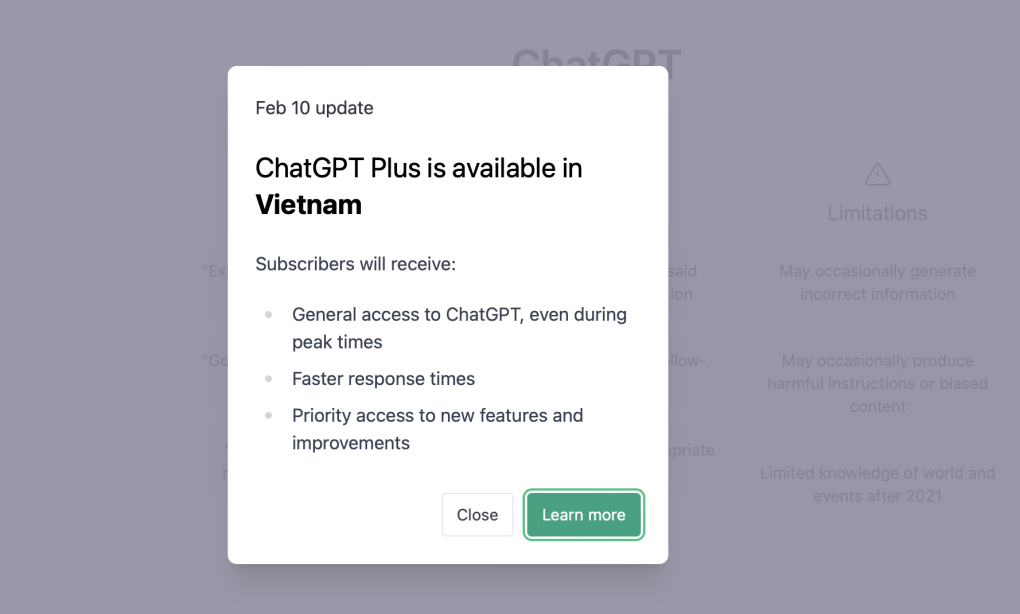 ChatGPT
Feb 10 update
ChatGPT Plus is available in
Vietnam
Subscribers will receive:
General access to ChatGPT, even during
peak times
Faster response times
Priority access to new features and
improvements
Close
Learn more
Limitations
"Ex
said
May occasionally generate
incorrect information
"Go
May occasionally produce
harmful instructions or biased
content
Limited knowledge of world and
events after 2021